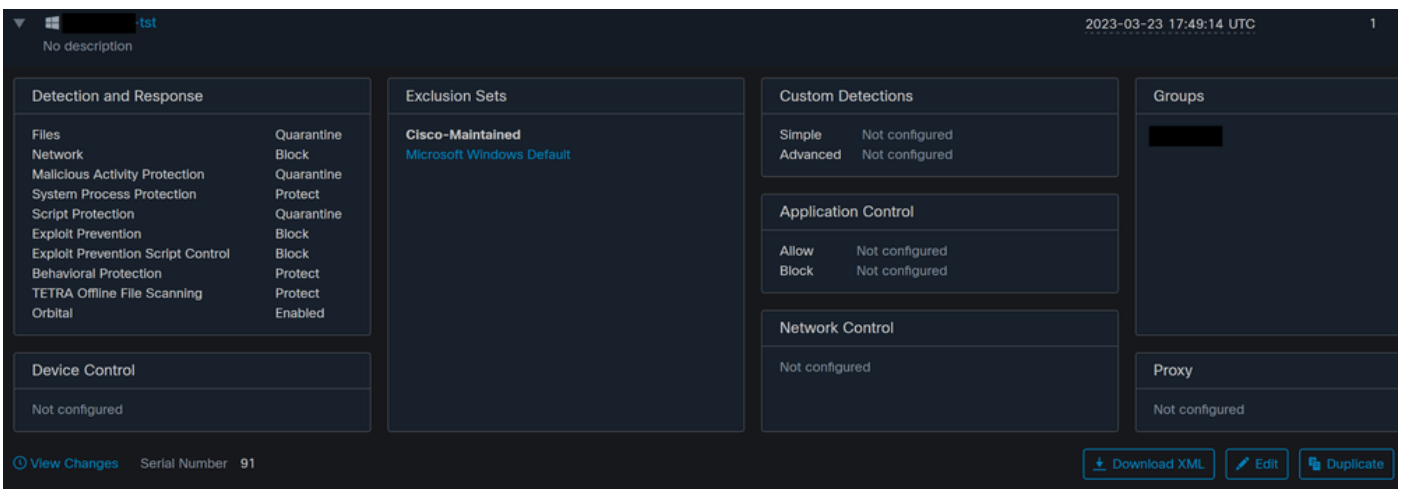 -tst 2023-03-23 17:49:14 UTC 1
No description
Detection and Response
Files Quarantine
Network Block
Malicious Activity Protection Quarantine
System Process Protection Protect
Script Protection Quarantine
Exploit Prevention Block
Exploit Prevention Script Control Block
Behavioral Protection Protect
TETRA Offline File Scanning Protect
Orbital Enabled
Device Control
Not configured
Exclusion Sets
Cisco-Maintained
Microsoft Windows Default
Custom Detections
Simple Not configured
Advanced Not configured
Application Control
Allow Not configured
Block Not configured
Network Control
Not configured
Groups
Proxy
Not configured
View Changes Serial Number 91
Download XML Edit Duplicate